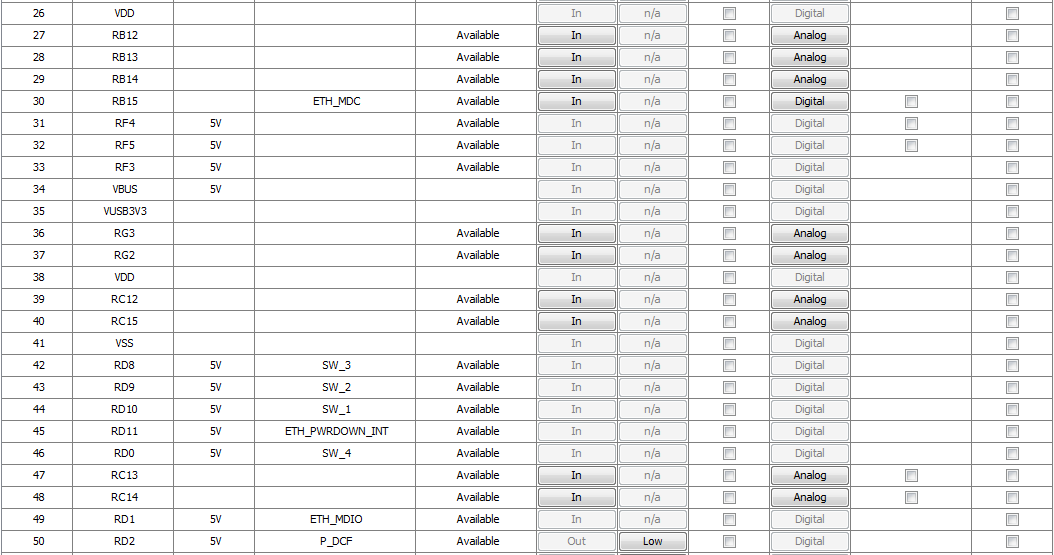 26 VDD In n/a Digital
27 RB12 Available In n/a Analog
28 RB13 Available In n/a Analog
29 RB14 Available In n/a Analog
30 RB15 ETH_MDC Available In n/a Digital
31 RF4 5V Available In n/a Digital
32 RF5 5V Available In n/a Digital
33 RF3 5V Available In n/a Digital
34 VBUS 5V In n/a Digital
35 VUSB3V3 In n/a Digital
36 RG3 Available In n/a Analog
37 RG2 Available In n/a Analog
38 VDD In n/a Digital
39 RC12 Available In n/a Analog
40 RC15 Available In n/a Analog
41 VSS In n/a Digital
42 RD8 5V SW_3 Available In n/a Digital
43 RD9 5V SW_2 Available In n/a Digital
44 RD10 5V SW_1 Available In n/a Digital
45 RD11 5V ETH_PWRDOWN_INT Available In n/a Digital
46 RD0 5V SW_4 Available In n/a Digital
47 RC13 Available In n/a Analog
48 RC14 Available In n/a Analog
49 RD1 5V ETH_MDIO Available In n/a Digital
50 RD2 5V P_DCF Available Out Low Digital